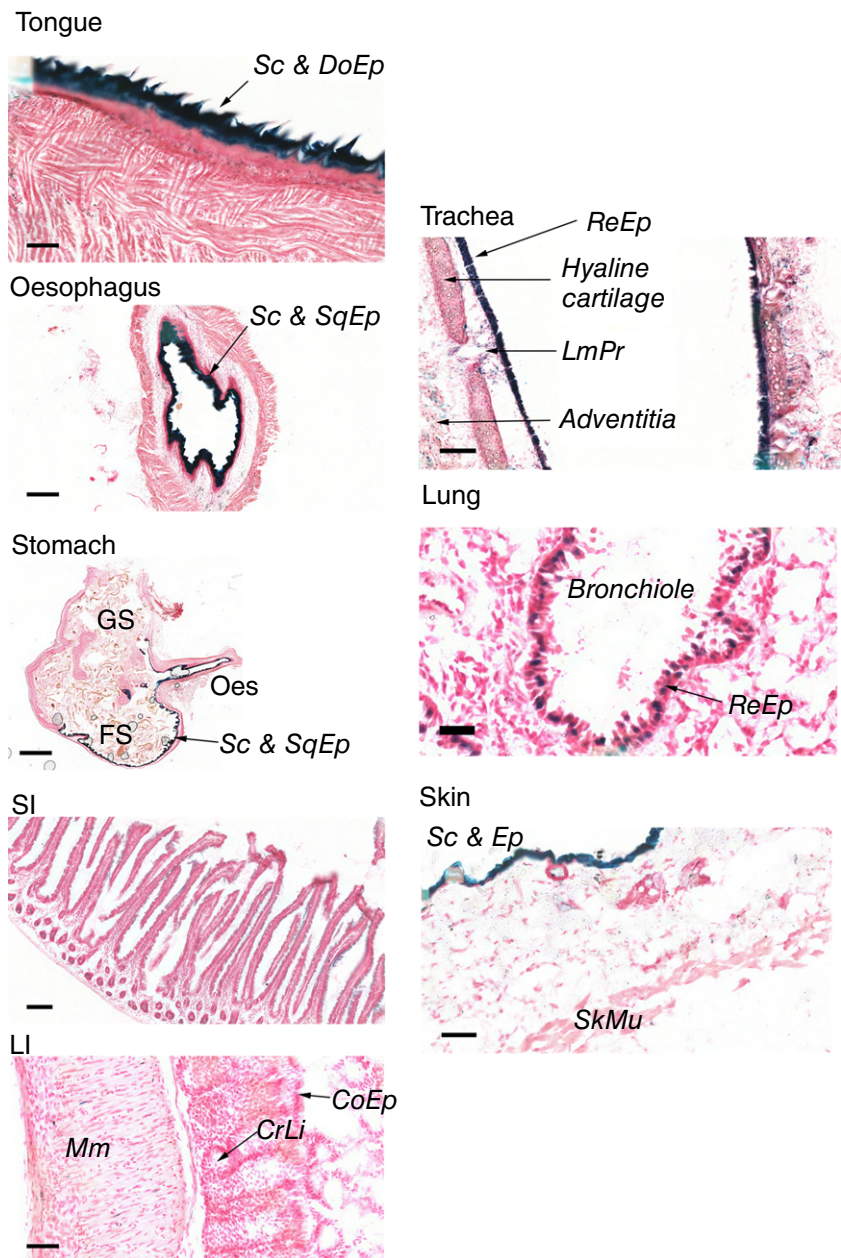 Tongue
Sc & DoEp
Oesophagus
Sc & SqEp
Stomach
GS
Oes
FS
Sc & SqEp
SI
LI
CoEp
CrLi
Mm
Trachea
ReEp
Hyaline
cartilage
LmPr
Adventitia
Lung
Bronchiole
ReEp
Skin
Sc & Ep
SkMu